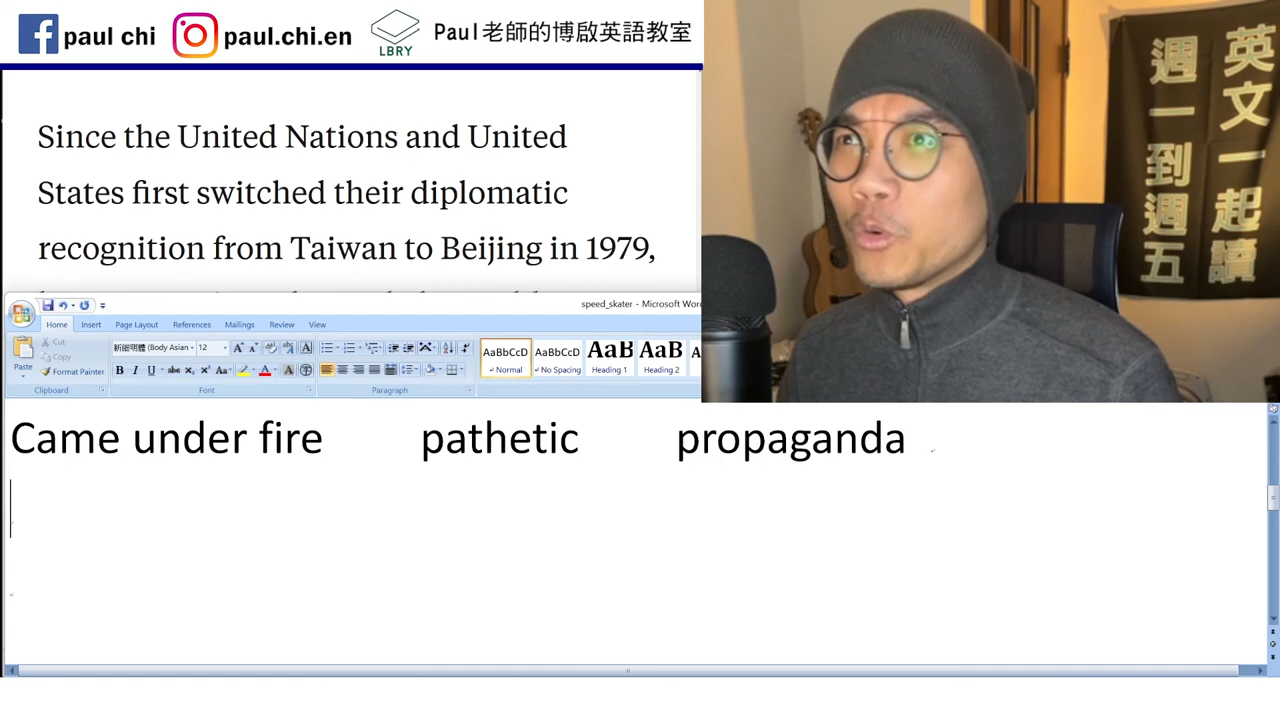 paul chi
paul.chi.en
LBRY
Paul老師的博啟英語教室
Since the United Nations and United
States first switched their diplomatic
recognition from Taiwan to Beijing in 1979,
speed_skater - Microsoft Wor
Home Insert Page Layout References Mailings Review View
Paste
Cut
Copy
Format Painter
Clipboard
新細明體 (Body Asian
12
Font
Paragraph
AaBbCcD
Normal
AaBbCcD
No Spacing
AaB
Heading 1
AaB
Heading 2
Came under fire pathetic propaganda
英文一起讀
週一到週五